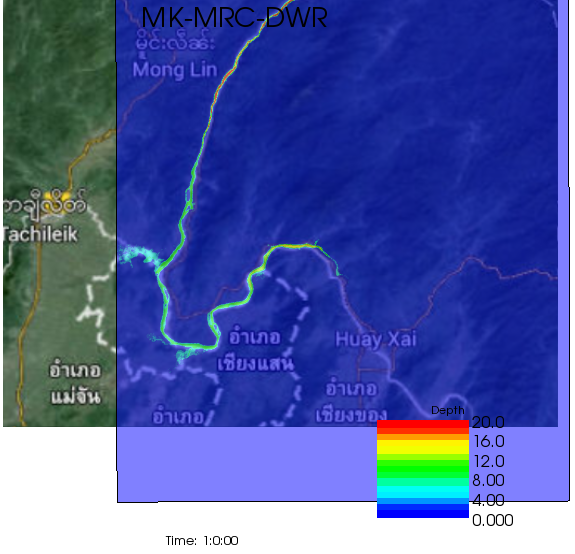 MK-MRC-DWR
မိူင်းလိၼ်း
Mong Lin
တာချီလိတ်
Tachileik
อำเภอ
เชียงแสน
Huay Xai
อำเภอ
แม่จัน
อำเภอ
เชียงของ
อำเภอ
Depth
20.0
16.0
12.0
8.00
4.00
0.000
Time: 1:0:00